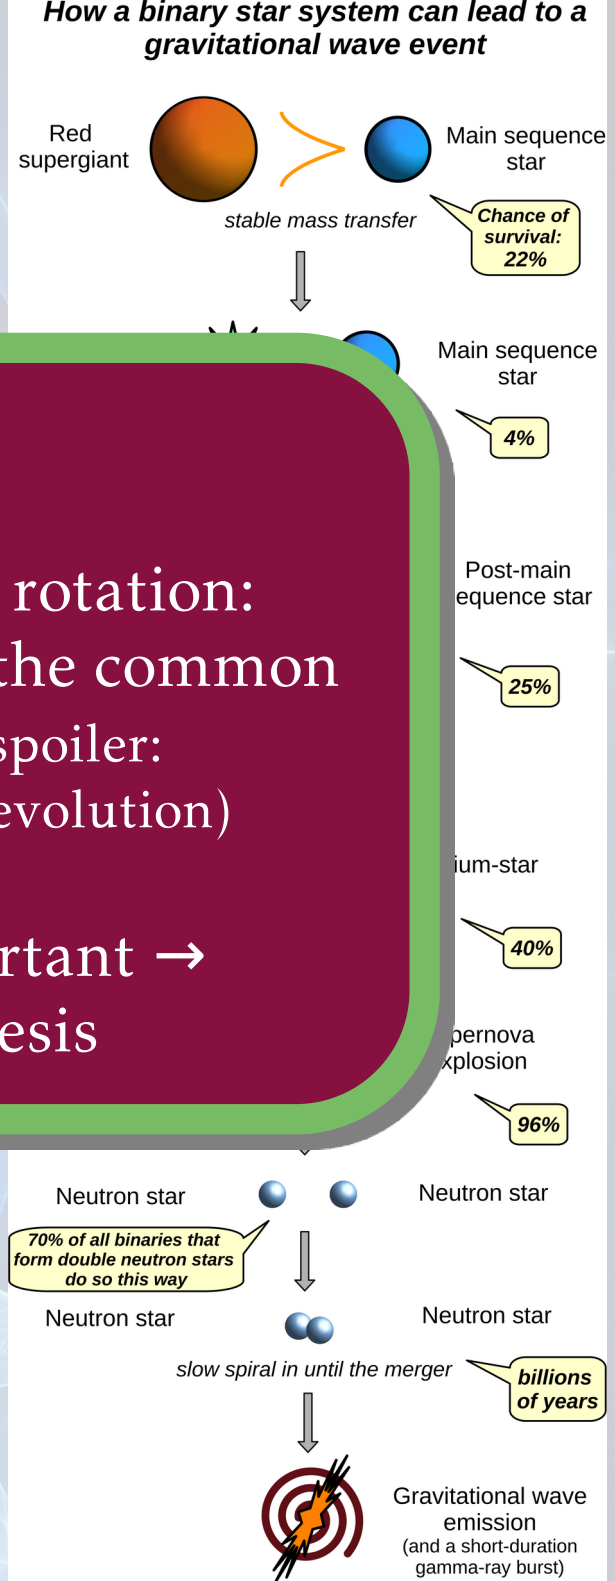 How a binary star system can lead to a
gravitational wave event
Red
supergiant
Main sequence
star
stable mass transfer
Chance of
survival:
22%
Main sequence
star
4%
rotation:
the common
spoiler:
evolution)
rtant →
esis
Post-main
equence star
25%
ium-star
40%
pernova
xplosion
96%
Neutron star
Neutron star
70% of all binaries that
form double neutron stars
do so this way
Neutron star
Neutron star
slow spiral in until the merger
billions
of years
Gravitational wave
emission
(and a short-duration
gamma-ray burst)